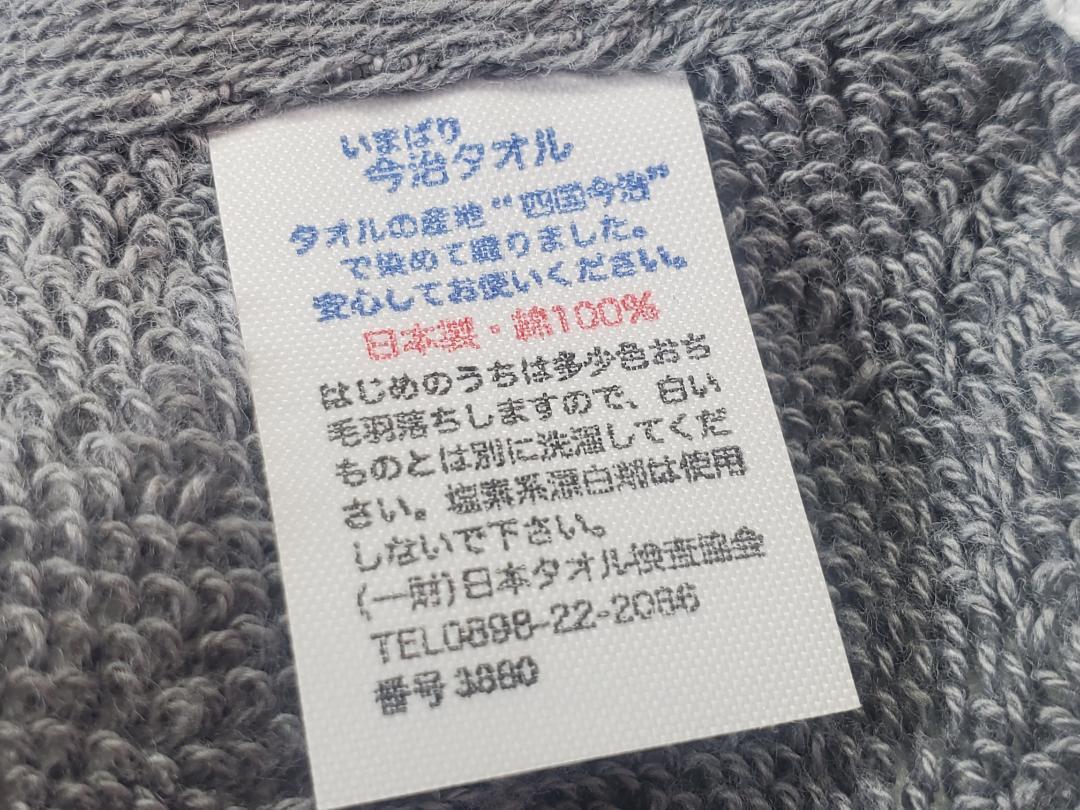 いまばり
今治タオル
タオルの産地“四国今治”
で染めて織りました。
安心してお使いください。
日本製・綿100%
はじめのうちは多少色おち
毛羽落ちしますので、白い
ものとは別に洗濯してくだ
さい。塩素系漂白剤は使用
しないで下さい。
(一財)日本タオル検査協会
TEL0898-22-2086
番号